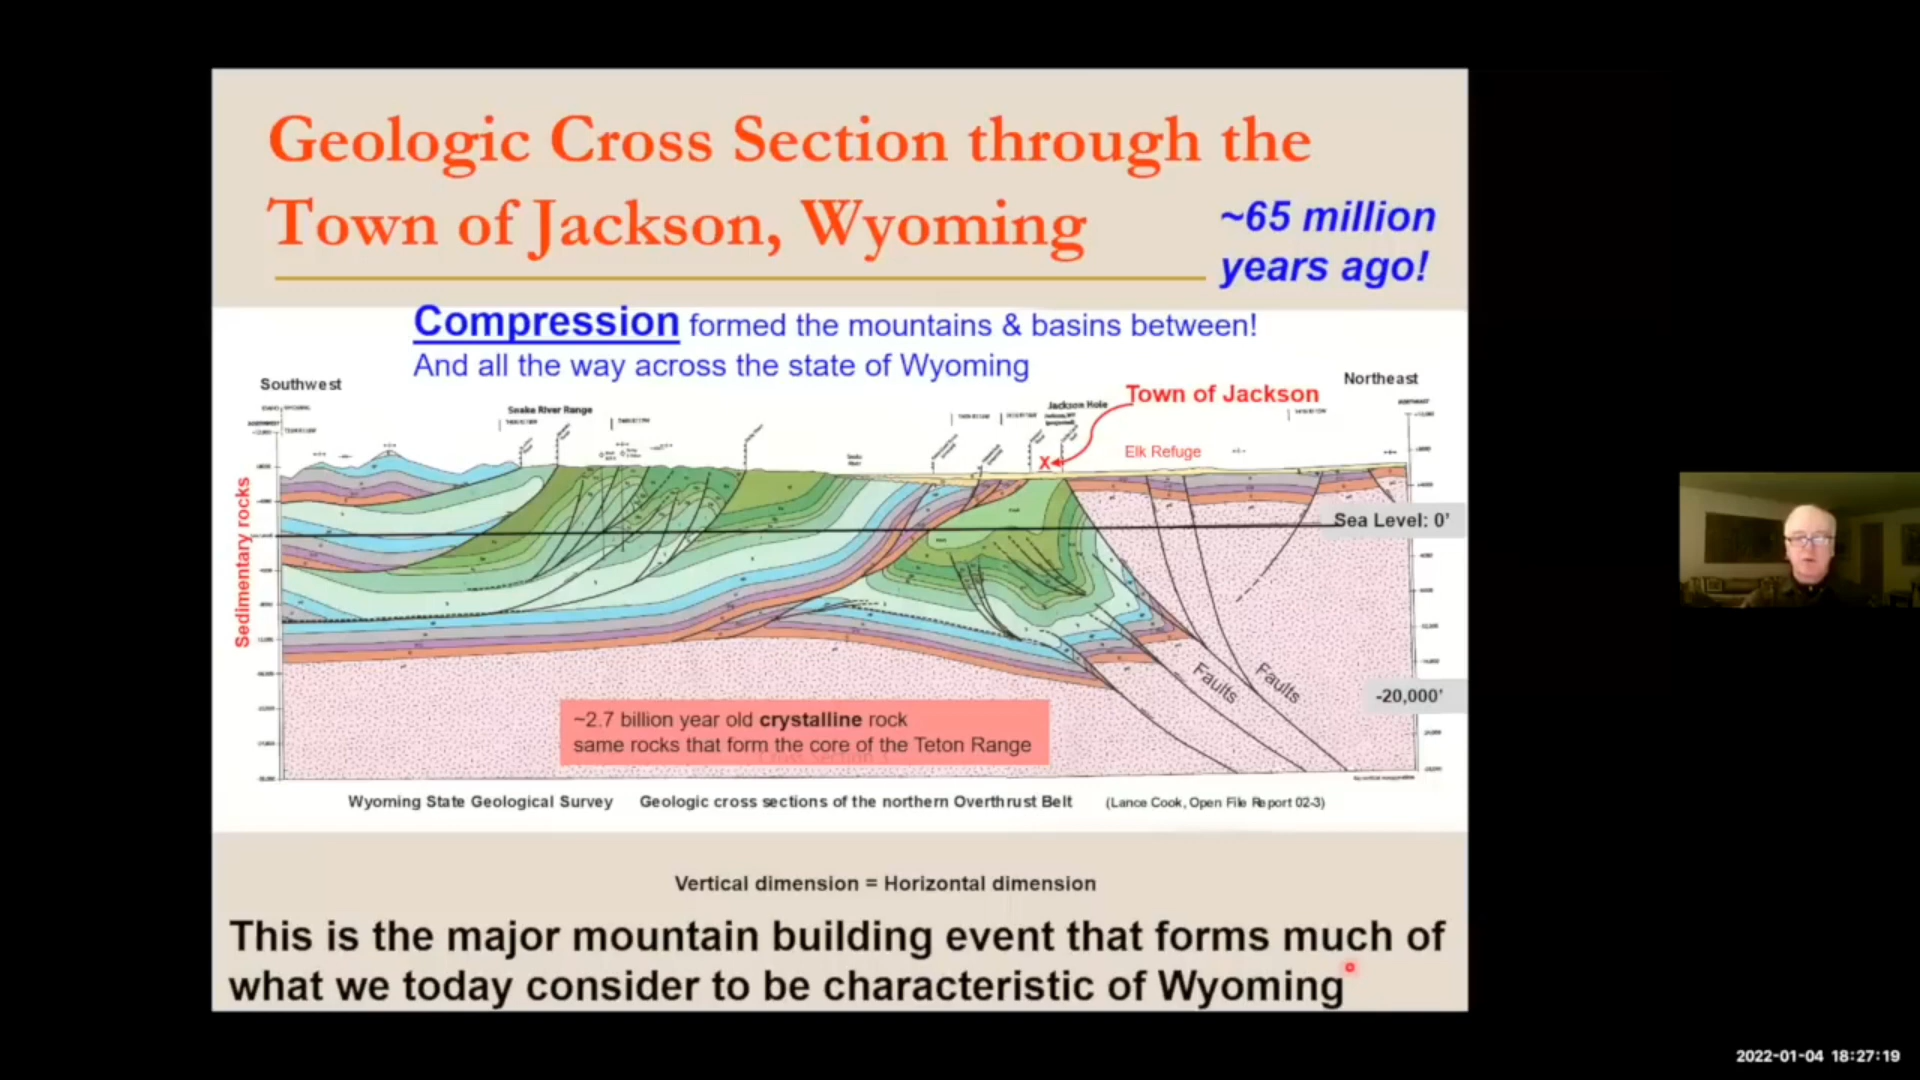 Geologic Cross Section through the
Town of Jackson, Wyoming
~65 million
years ago!
Compression formed the mountains & basins between!
And all the way across the state of Wyoming
Southwest
Northeast
Snake River Range
Jackson Hole
Town of Jackson
X
Elk Refuge
Snake
River
Sedimentary rocks
Sea Level: 0’
-20,000’
Faults
Faults
~2.7 billion year old crystalline rock
same rocks that form the core of the Teton Range
Wyoming State Geological Survey Geologic cross sections of the northern Overthrust Belt (Lance Cook, Open File Report 02-3)
Vertical dimension = Horizontal dimension
This is the major mountain building event that forms much of
what we today consider to be characteristic of Wyoming
2022-01-04 18:27:19